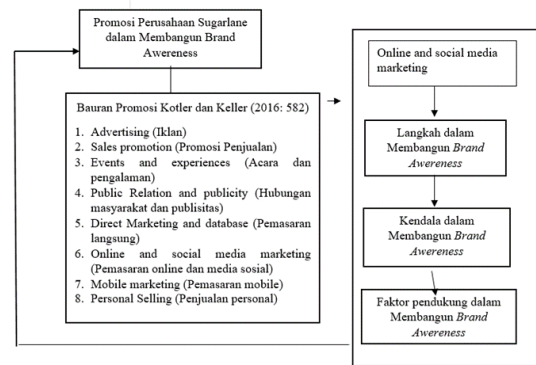 Promosi Perusahaan Sugarlane
dalam Membangun Brand
Awereness
Bauran Promosi Kotler dan Keller (2016: 582)
1. Advertising (Iklan)
2. Sales promotion (Promosi Penjualan)
3. Events and experiences (Acara dan
pengalaman)
4. Public Relation and publicity (Hubungan
masyarakat dan publisitas)
5. Direct Marketing and database (Pemasaran
langsung)
6. Online and social media marketing
(Pemasaran online dan media sosial)
7. Mobile marketing (Pemasaran mobile)
8. Personal Selling (Penjualan personal)
Online and social media
marketing
Langkah dalam
Membangun Brand
Awereness
Kendala dalam
Membangun Brand
Awereness
Faktor pendukung dalam
Membangun Brand
Awereness